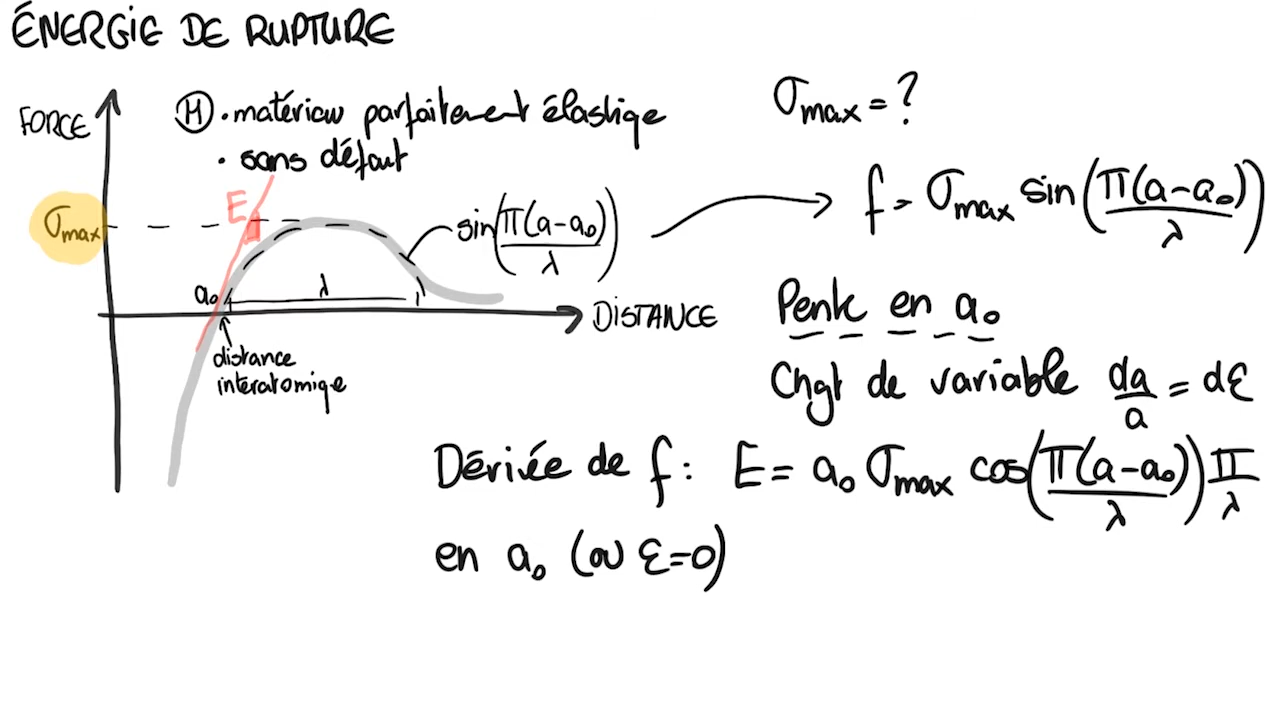 ÉNERGIE DE RUPTURE
FORCE
Ⓗ • matériau parfaitement élastique
• sans défaut
E
σmax
sin(π(a-a₀)/λ)
a₀
λ
DISTANCE
distance
interatomique
σmax = ?
f = σmax sin(π(a-a₀)/λ)
Pente en a₀
Chgt de variable da/a = dε
Dérivée de f : E = a₀ σmax cos(π(a-a₀)/λ) π/λ
en a₀ (ou ε=0)